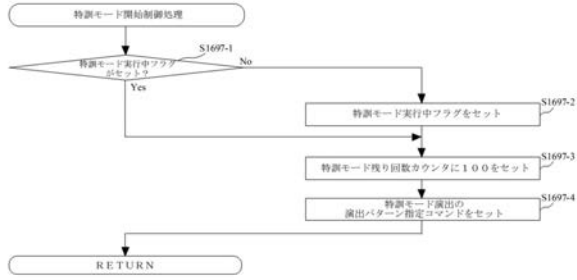 特訓モード開始制御処理
S1697-1
特訓モード実行中フラグ
がセット?
No
Yes
S1697-2
特訓モード実行中フラグをセット
S1697-3
特訓モード残り回数カウンタに100をセット
S1697-4
特訓モード演出の
演出パターン指定コマンドをセット
RETURN